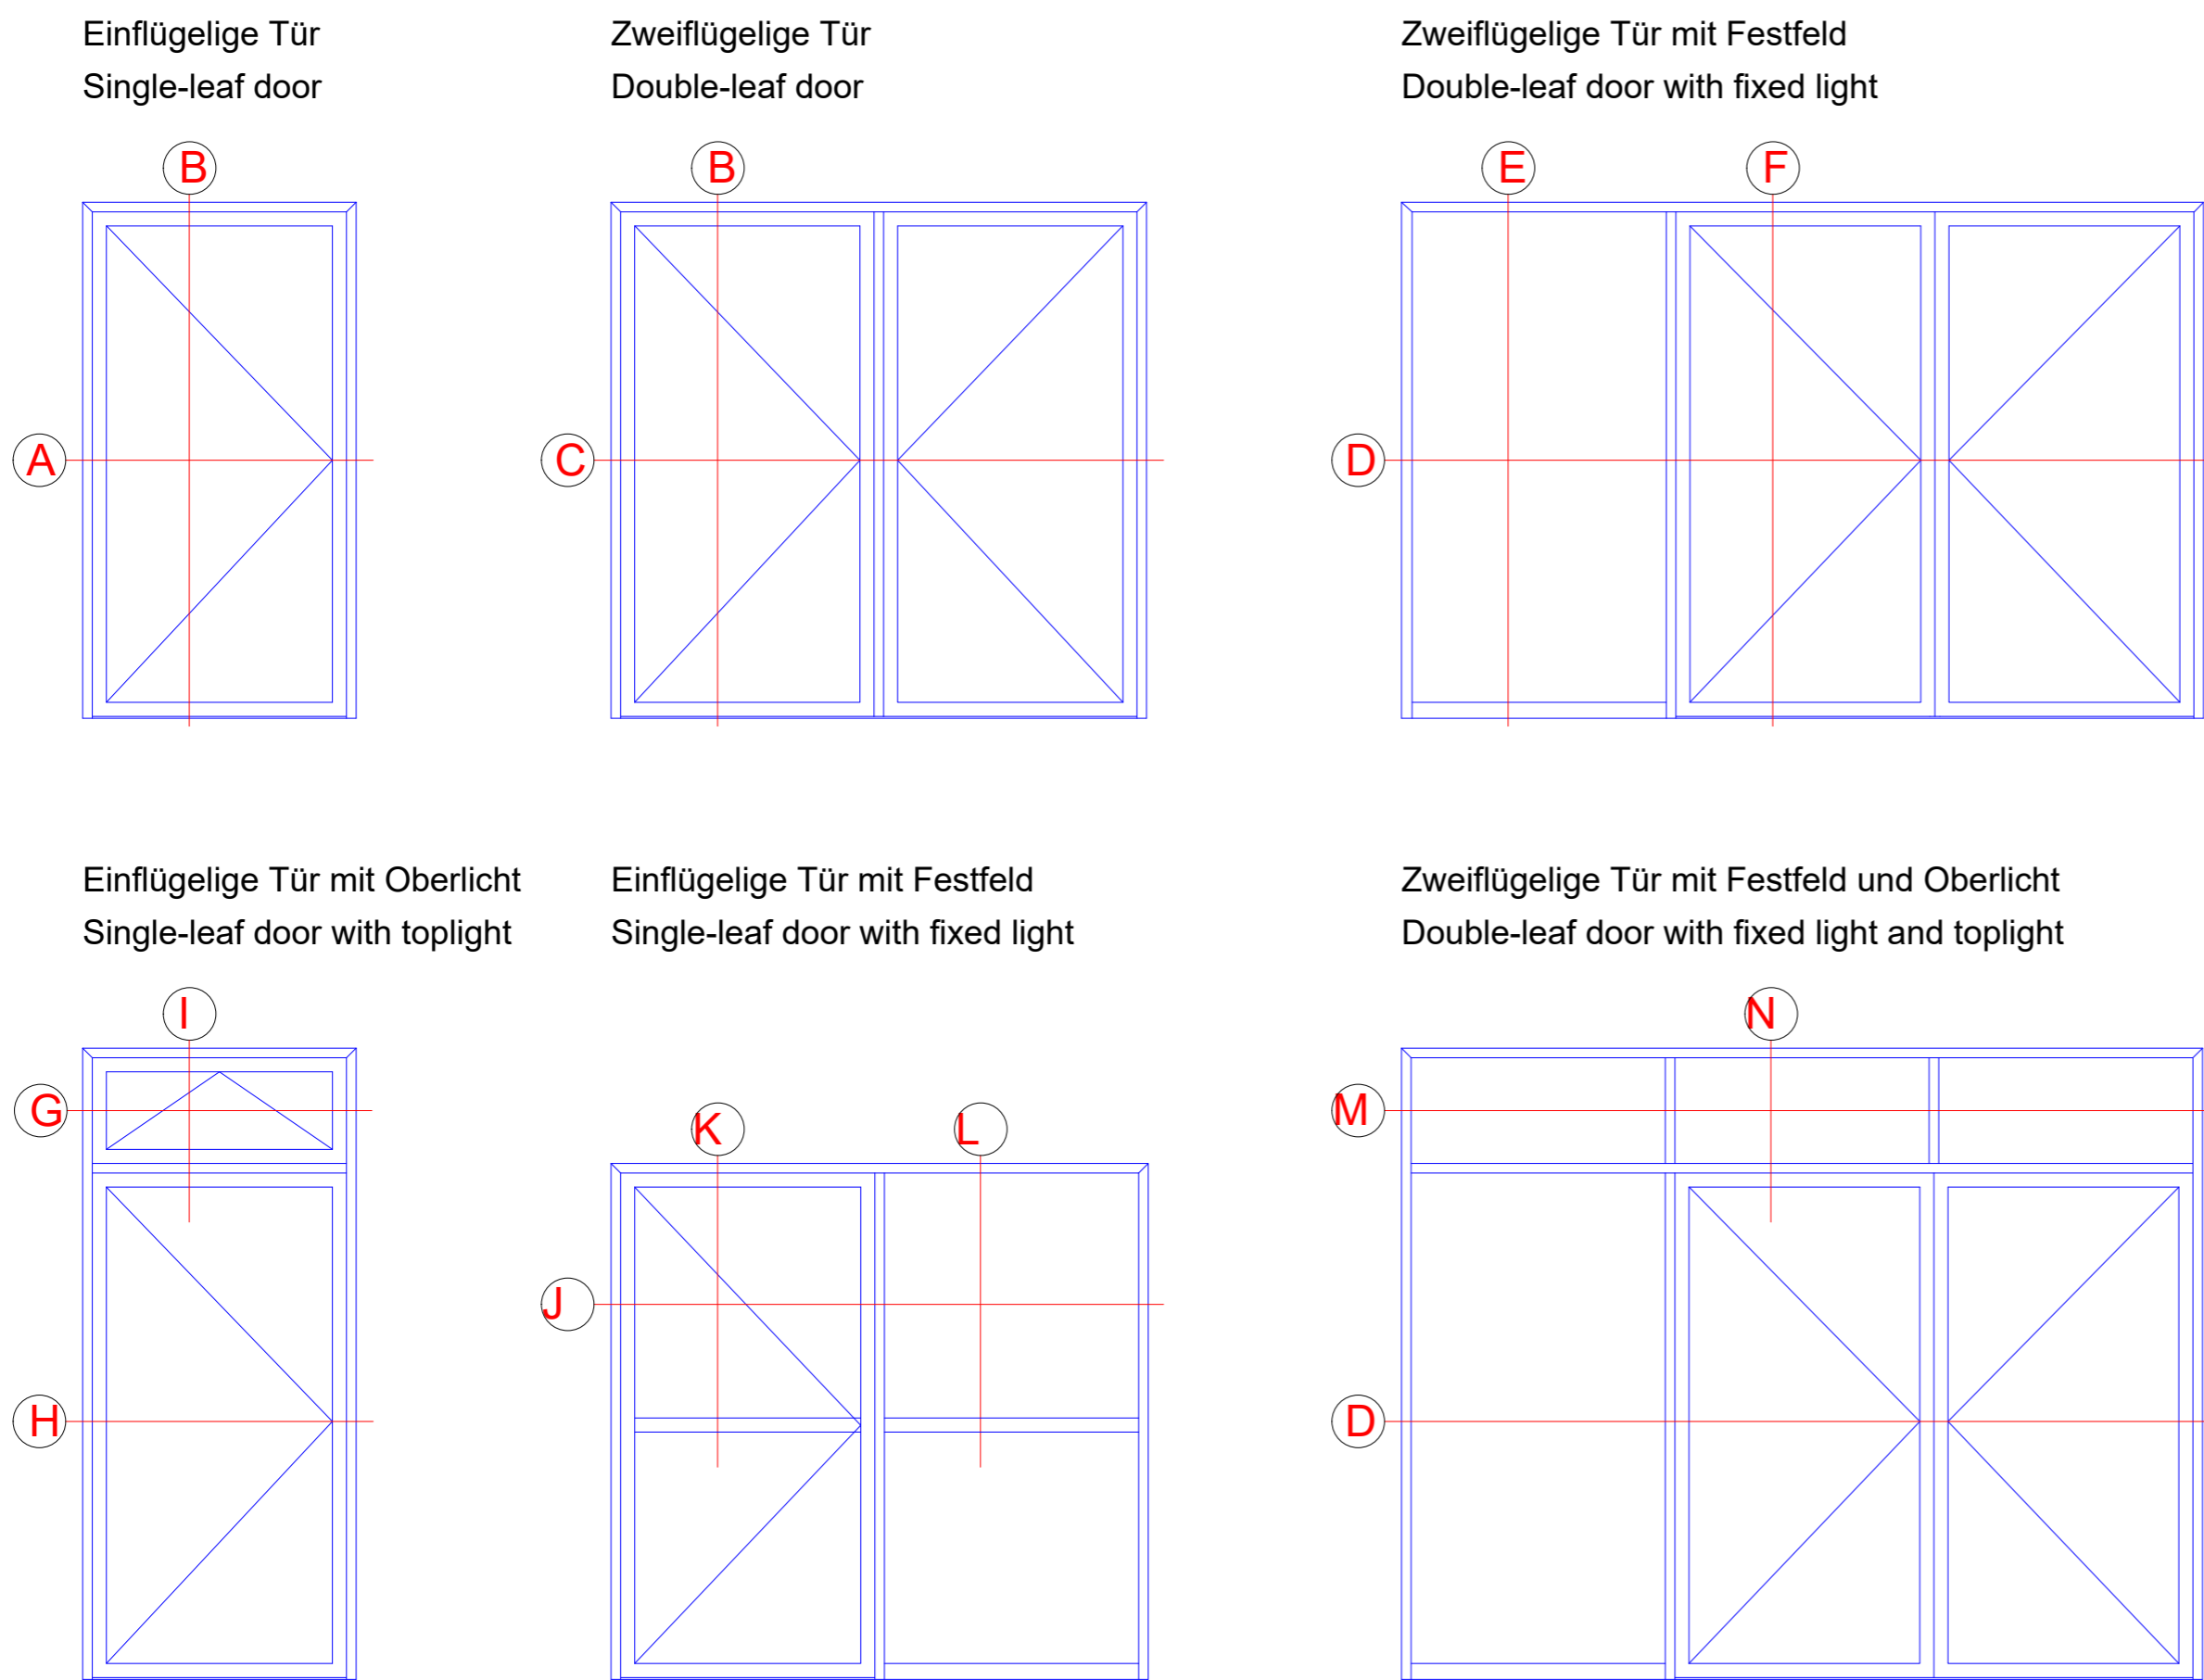 Einflügelige Tür
Single-leaf door
Zweiflügelige Tür
Double-leaf door
Zweiflügelige Tür mit Festfeld
Double-leaf door with fixed light
B
B
E
F
A
C
D
Einflügelige Tür mit Oberlicht
Single-leaf door with toplight
Einflügelige Tür mit Festfeld
Single-leaf door with fixed light
Zweiflügelige Tür mit Festfeld und Oberlicht
Double-leaf door with fixed light and toplight
I
N
G
K
L
M
J
H
D